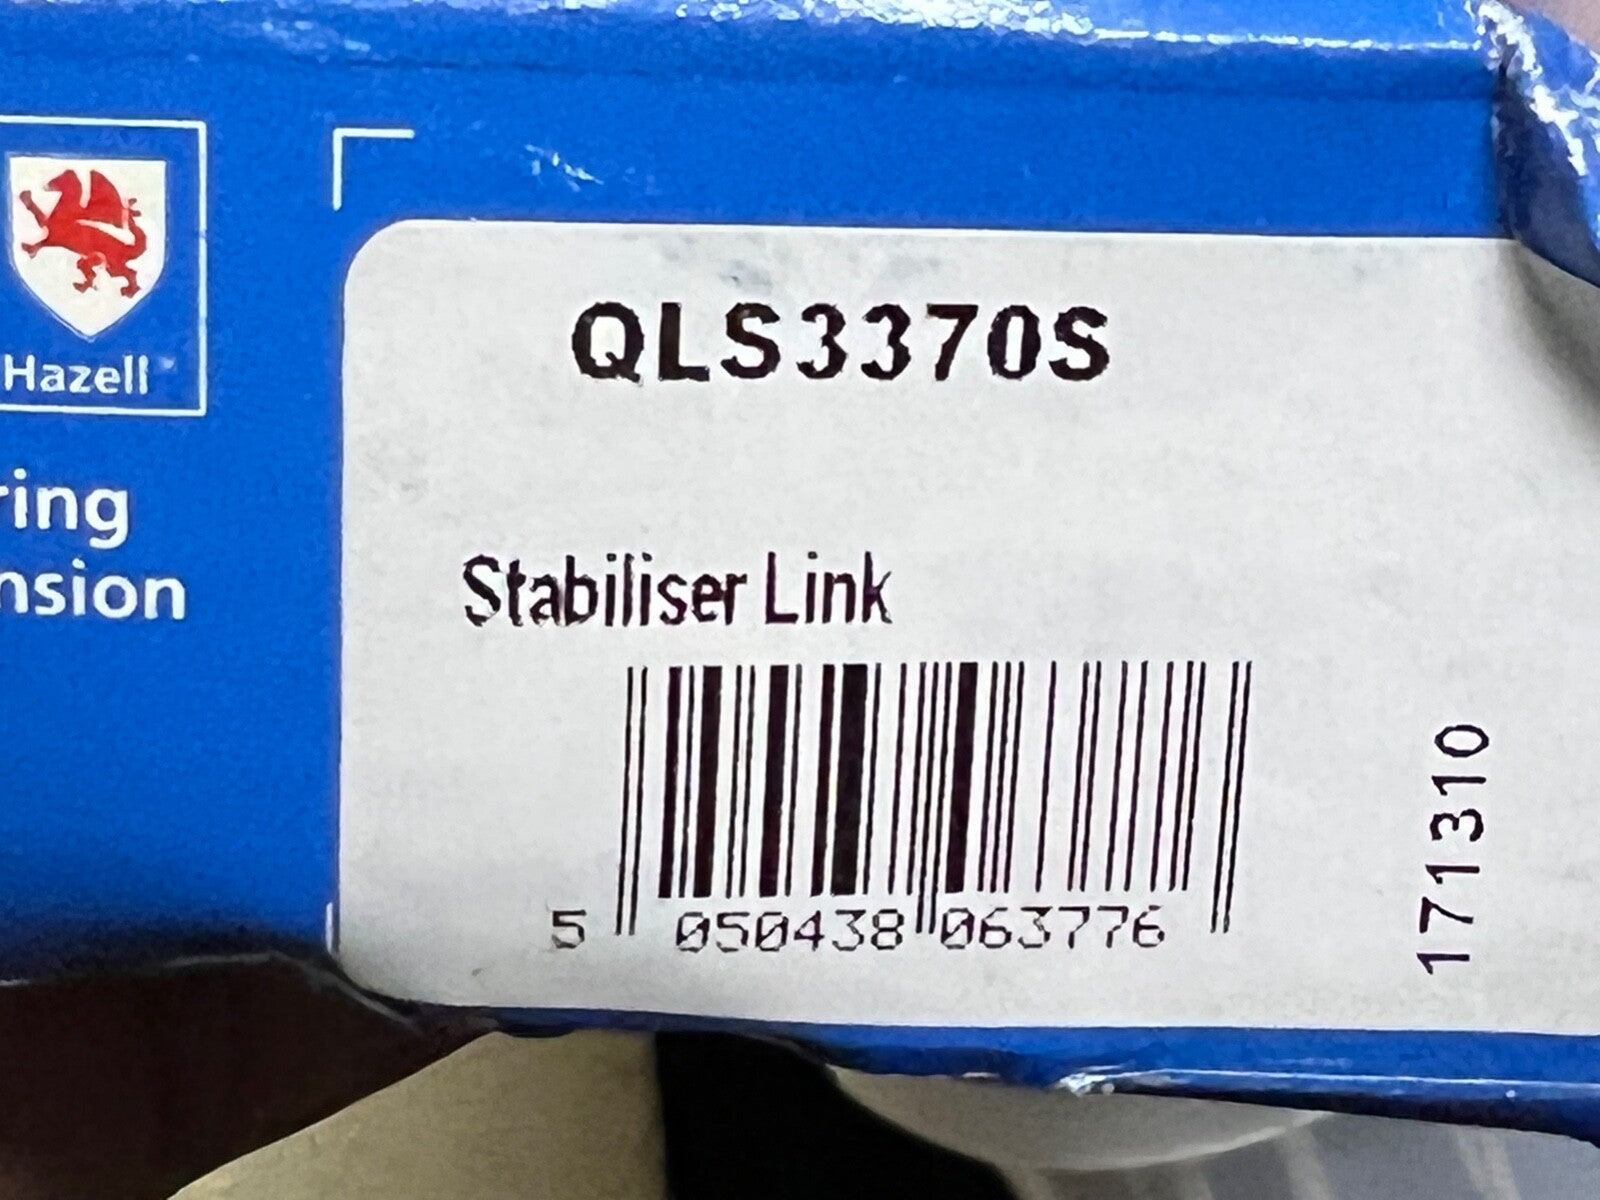 Hazell
ring
nsion
QLS3370S
Stabiliser Link
5 050438 063776
171310